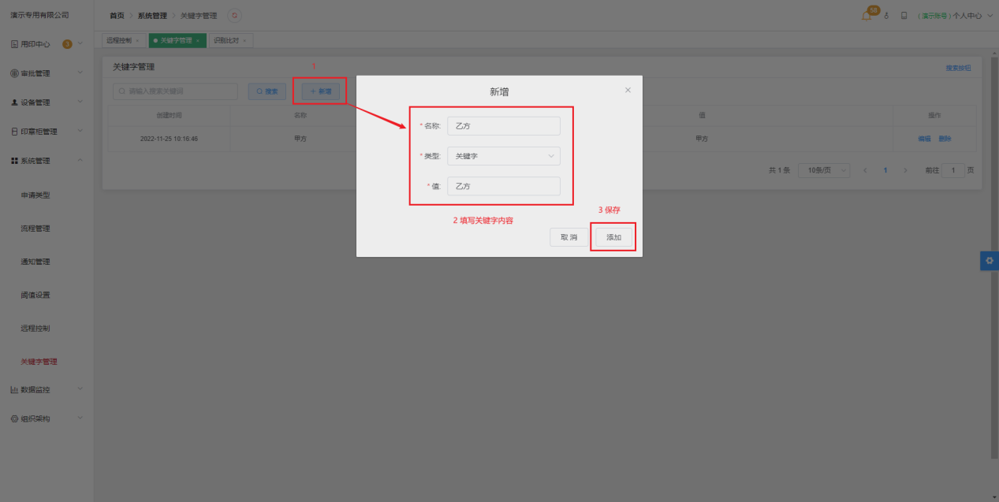 演示专用有限公司
首页 系统管理 关键字管理
58
(演示账号) 个人中心
用印中心 3
审批管理
设备管理
印章柜管理
系统管理
申请类型
流程管理
通知管理
阈值设置
远程控制
关键字管理
数据监控
组织架构
远程控制 × 关键字管理 × 识别比对 ×
关键字管理
搜索按钮
1
请输入搜索关键词 搜索 + 新增
创建时间 名称 值 操作
2022-11-25 10:16:46 甲方 甲方 编辑 删除
共 1 条 10条/页 1 前往 1 页
新增
* 名称: 乙方
* 类型: 关键字
* 值: 乙方
2 填写关键字内容
3 保存
取 消 添加